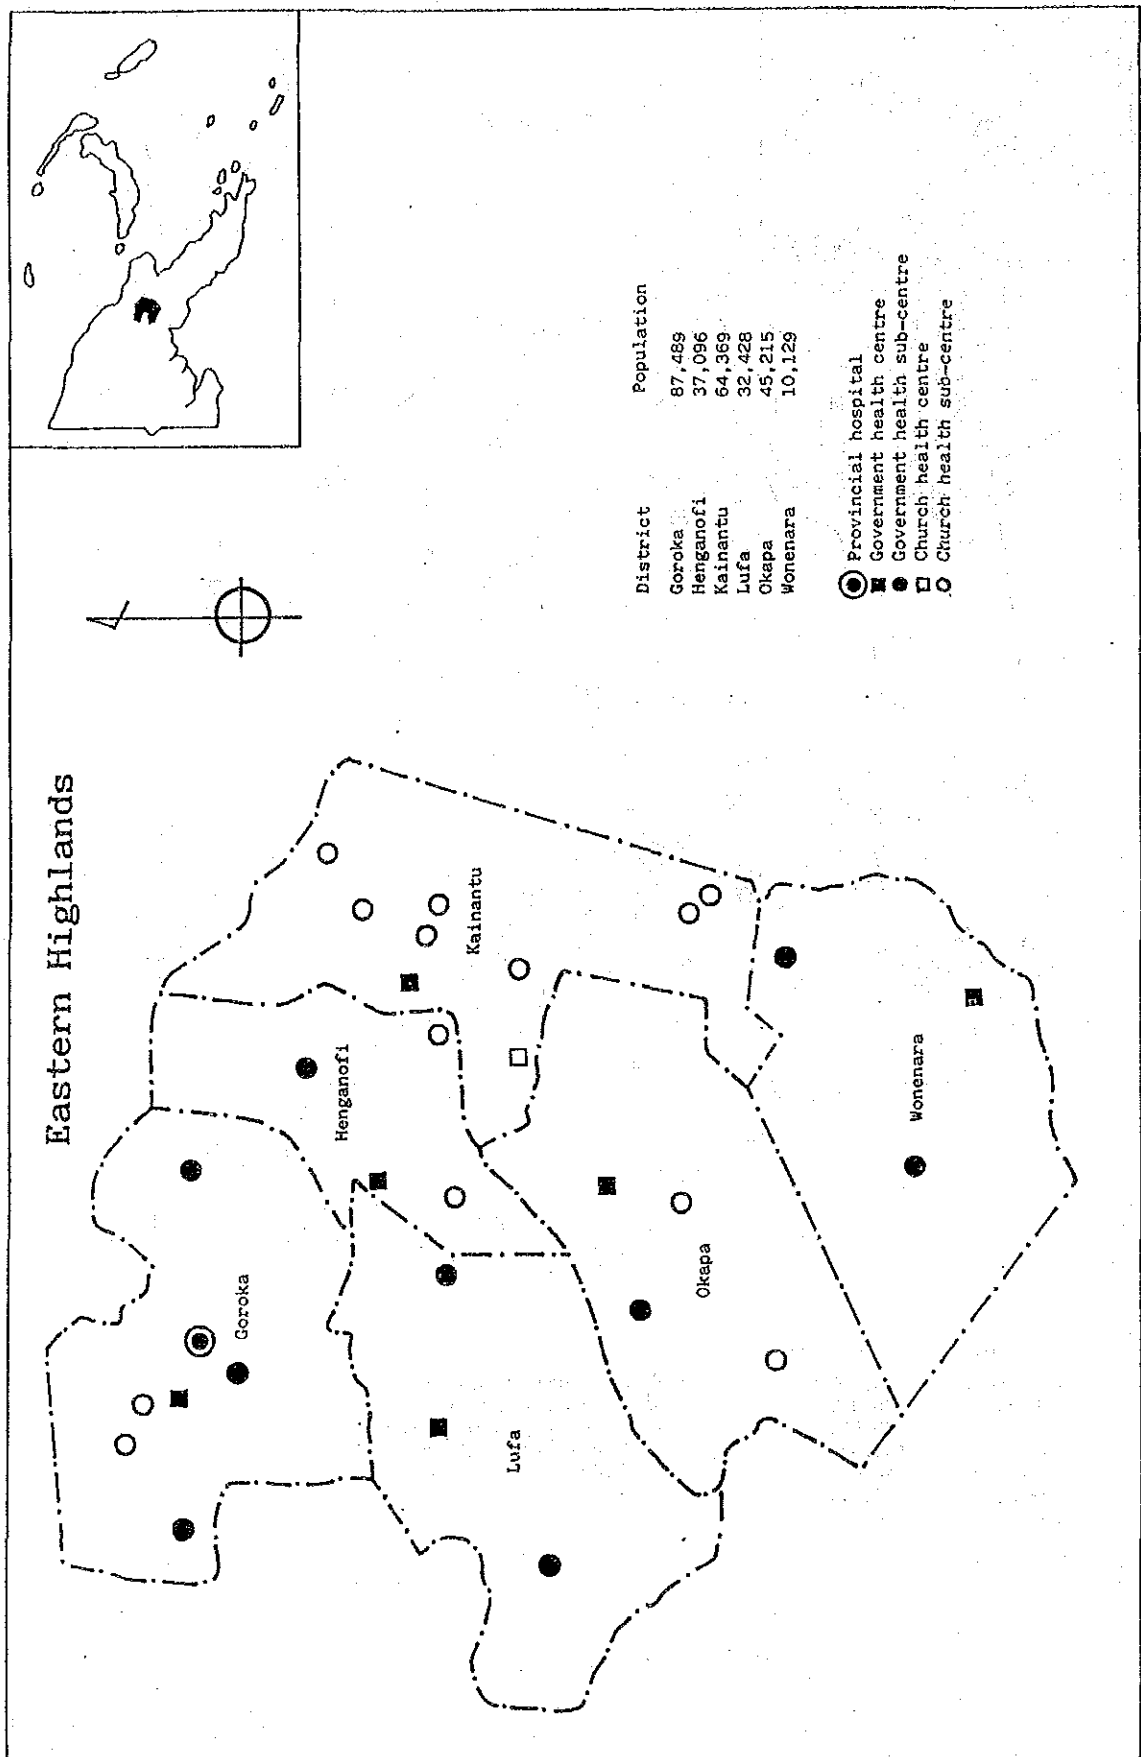 Eastern Highlands
Goroka
Henganofi
Kainantu
Lufa
Okapa
Wonenara
District Population
Goroka 87,489
Henganofi 37,096
Kainantu 64,369
Lufa 32,428
Okapa 45,215
Wonenara 10,129
Provincial hospital
Government health centre
Government health sub-centre
Church health centre
Church health sub-centre